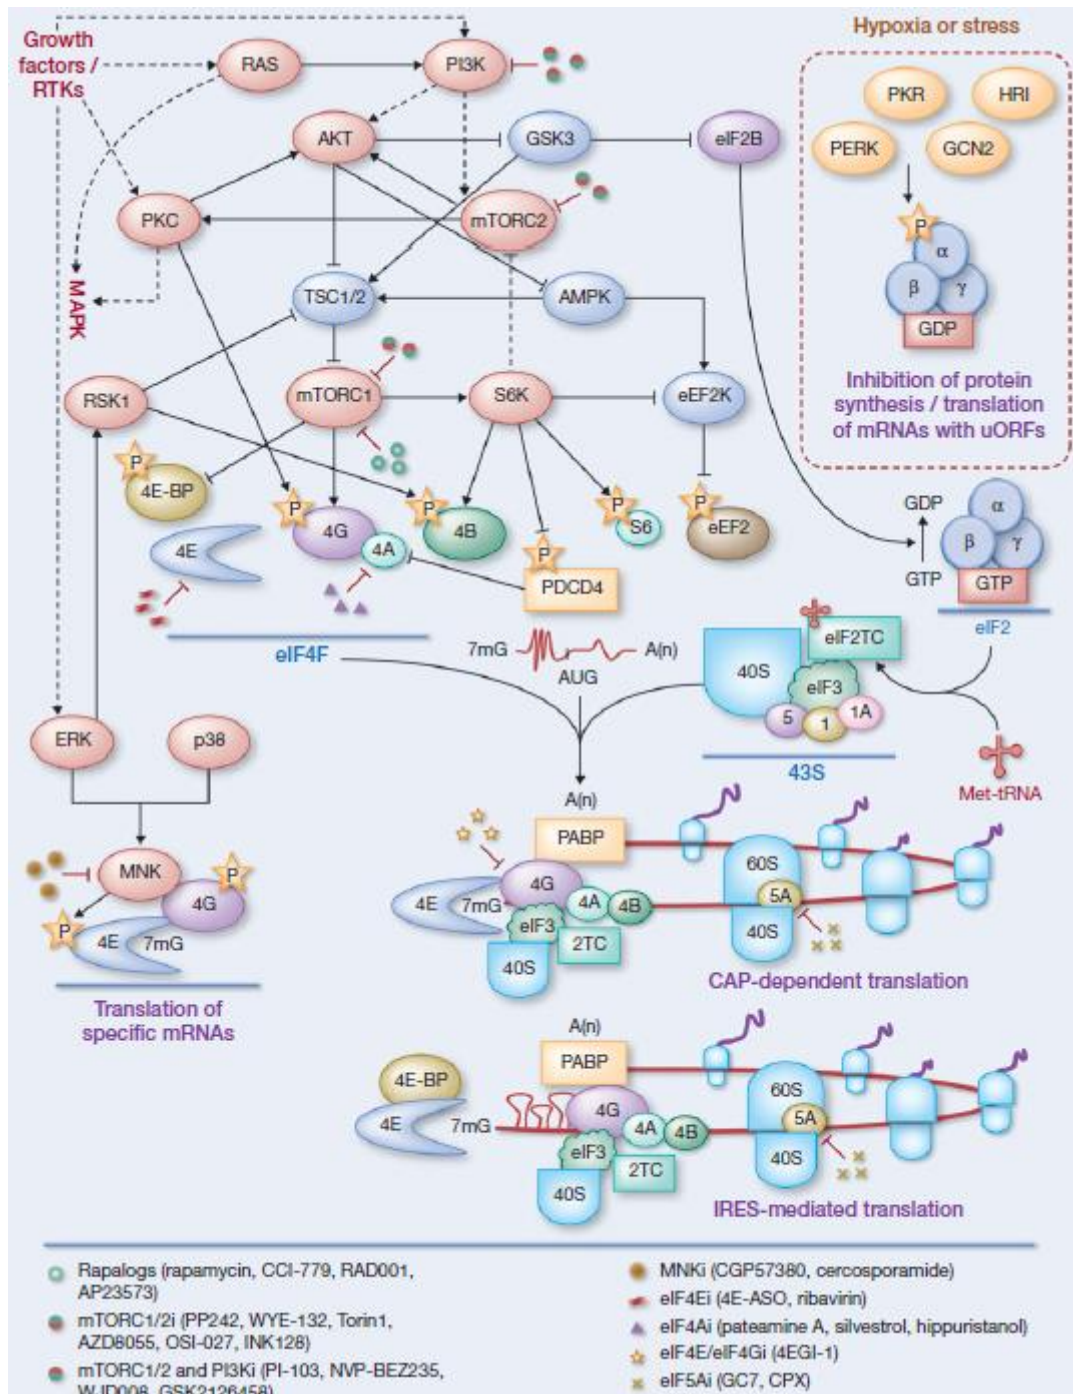 Hypoxia or stress
Growth
factors /
RTKs
RAS
PI3K
PKR
HRI
AKT
GSK3
eIF2B
PERK
GCN2
PKC
mTORC2
P
α
β
γ
GDP
MAPK
TSC1/2
AMPK
Inhibition of protein
synthesis / translation
of mRNAs with uORFs
RSK1
mTORC1
S6K
eEF2K
P
4E-BP
P
4G
4A
P
4B
P
S6
P
eEF2
4E
P
PDCD4
GDP
GTP
α
β
γ
GTP
eIF2
eIF4F
7mG
A(n)
AUG
40S
eIF2TC
eIF3
5
1
1A
43S
Met-tRNA
ERK
p38
MNK
P
4G
P
4E
7mG
Translation of
specific mRNAs
A(n)
PABP
4E
7mG
4G
4A
4B
eIF3
2TC
40S
60S
5A
40S
CAP-dependent translation
A(n)
PABP
4E-BP
4E
7mG
4G
4A
4B
eIF3
2TC
40S
60S
5A
40S
IRES-mediated translation
Rapalogs (rapamycin, CCI-779, RAD001,
AP23573)
mTORC1/2i (PP242, WYE-132, Torin1,
AZD8055, OSI-027, INK128)
mTORC1/2 and PI3Ki (PI-103, NVP-BEZ235,
WJD008, GSK2126458)
MNKi (CGP57380, cercosporamide)
eIF4Ei (4E-ASO, ribavirin)
eIF4Ai (pateamine A, silvestrol, hippuristanol)
eIF4E/eIF4Gi (4EGI-1)
eIF5Ai (GC7, CPX)